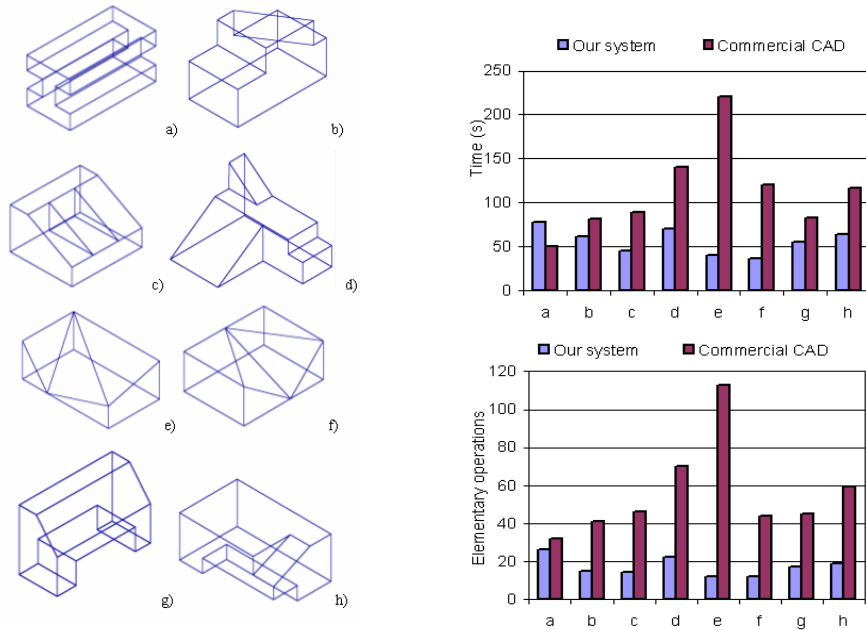 a)
b)
c)
d)
e)
f)
g)
h)
Our system Commercial CAD
Time (s)
250
200
150
100
50
0
a b c d e f g h
Our system Commercial CAD
Elementary operations
120
100
80
60
40
20
0
a b c d e f g h